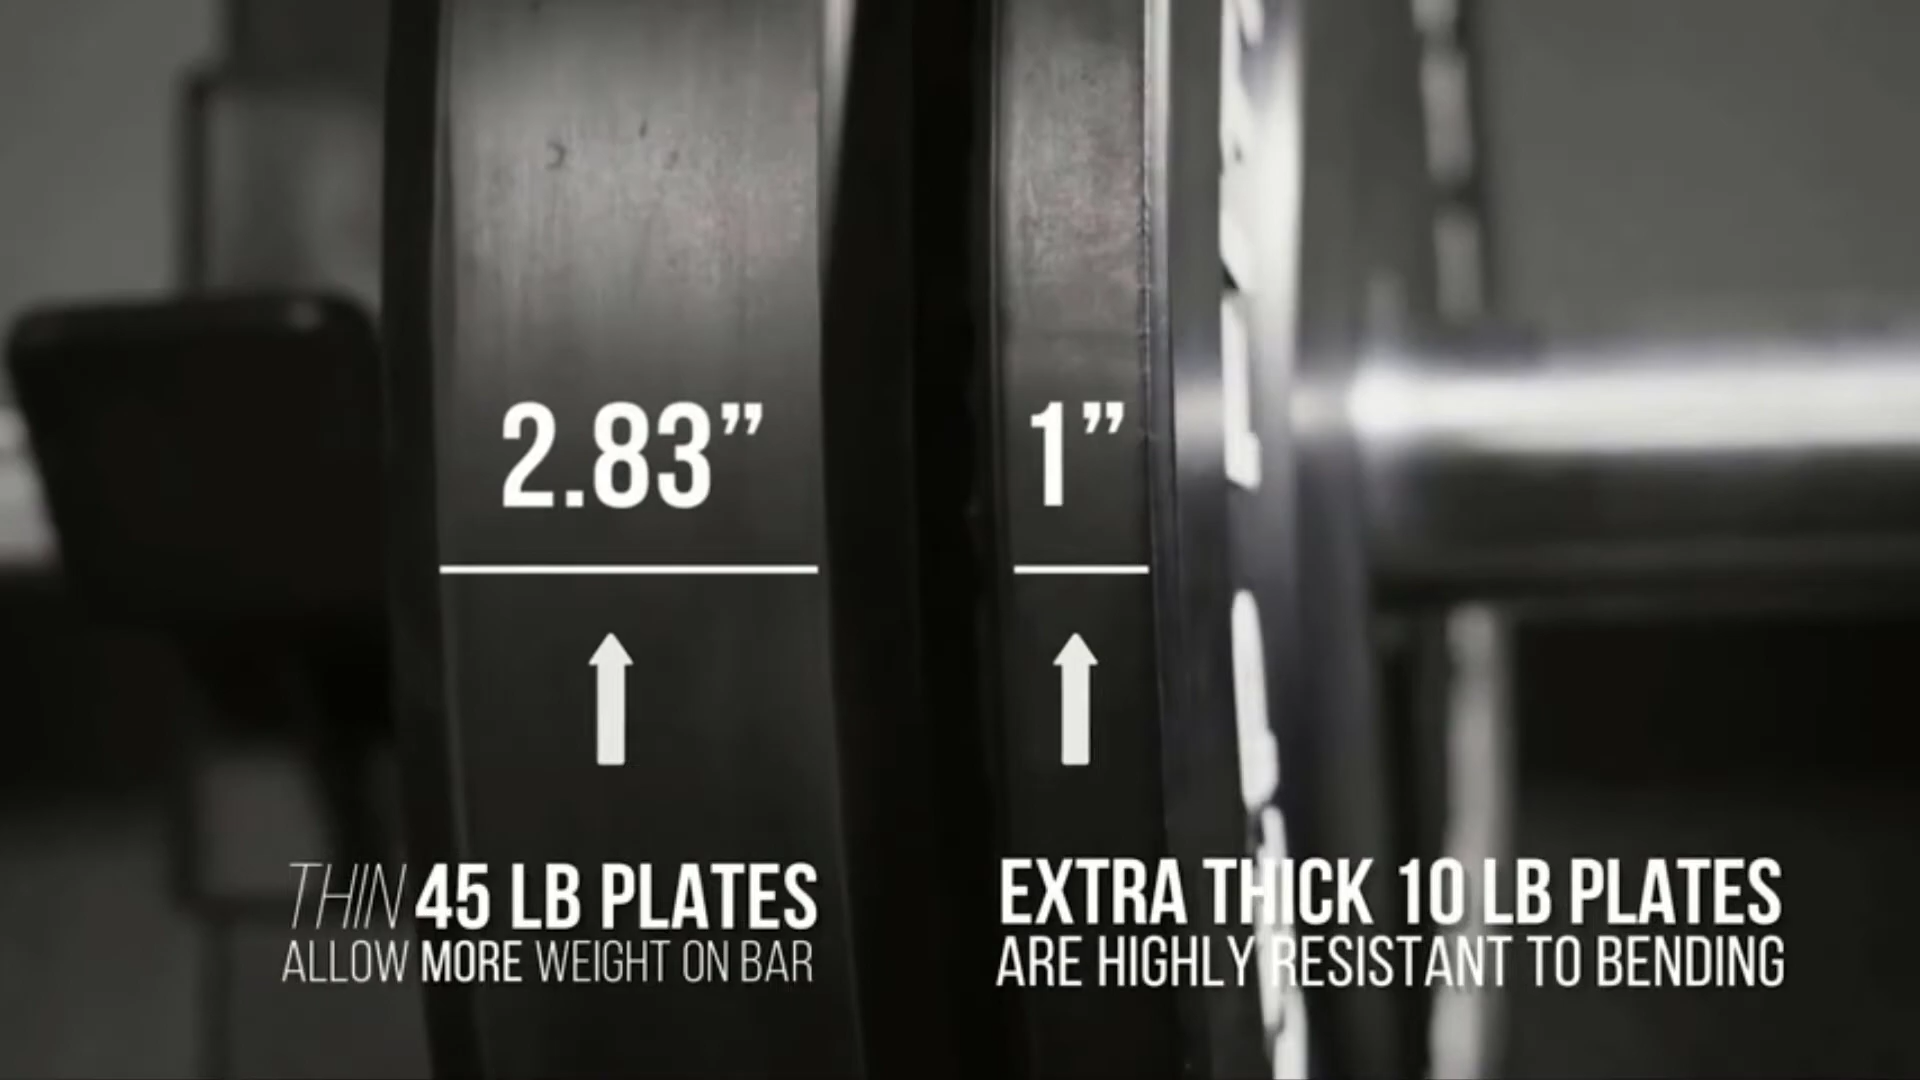 2.83” 1”
THIN 45 LB PLATES
ALLOW MORE WEIGHT ON BAR
EXTRA THICK 10 LB PLATES
ARE HIGHLY RESISTANT TO BENDING